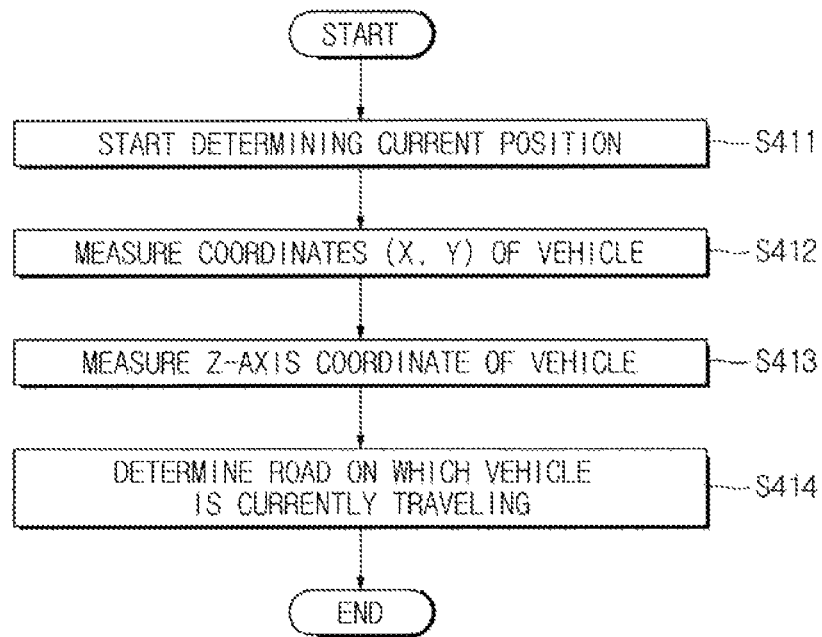 START
START DETERMINING CURRENT POSITION
S411
MEASURE COORDINATES (X, Y) OF VEHICLE
S412
MEASURE Z-AXIS COORDINATE OF VEHICLE
S413
DETERMINE ROAD ON WHICH VEHICLE
IS CURRENTLY TRAVELING
S414
END